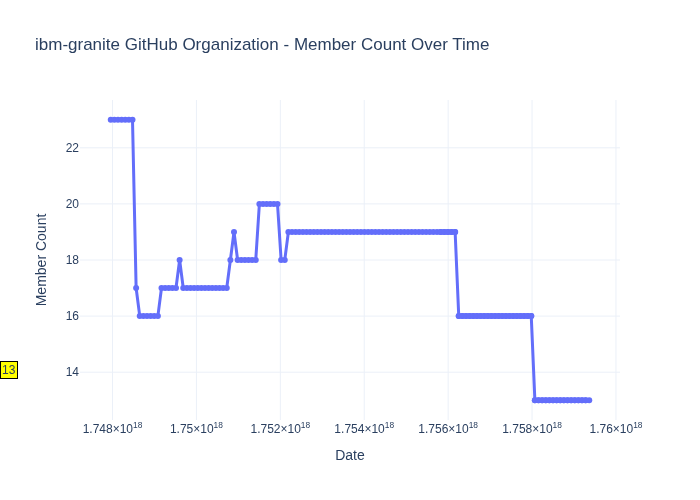 ibm-granite GitHub Organization - Member Count Over Time
Member Count
22
20
18
16
14
13
1.748×10¹⁸ 1.75×10¹⁸ 1.752×10¹⁸ 1.754×10¹⁸ 1.756×10¹⁸ 1.758×10¹⁸ 1.76×10¹⁸
Date